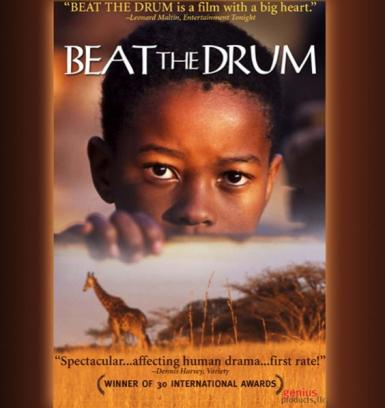 “BEAT THE DRUM is a film with a big heart.”
–Leonard Maltin, Entertainment Tonight
BEAT THE DRUM
“Spectacular...affecting human drama...first rate!”
–Dennis Harvey, Variety
(WINNER OF 30 INTERNATIONAL AWARDS)
genius
products, llc